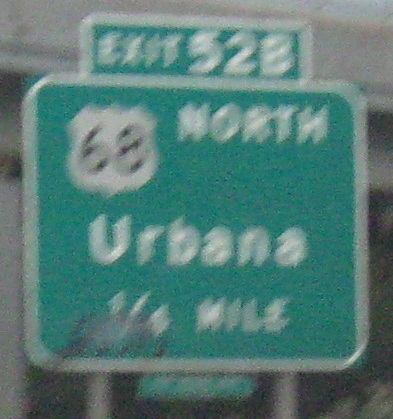 EXIT 52B
68 NORTH
Urbana
1/4 MILE